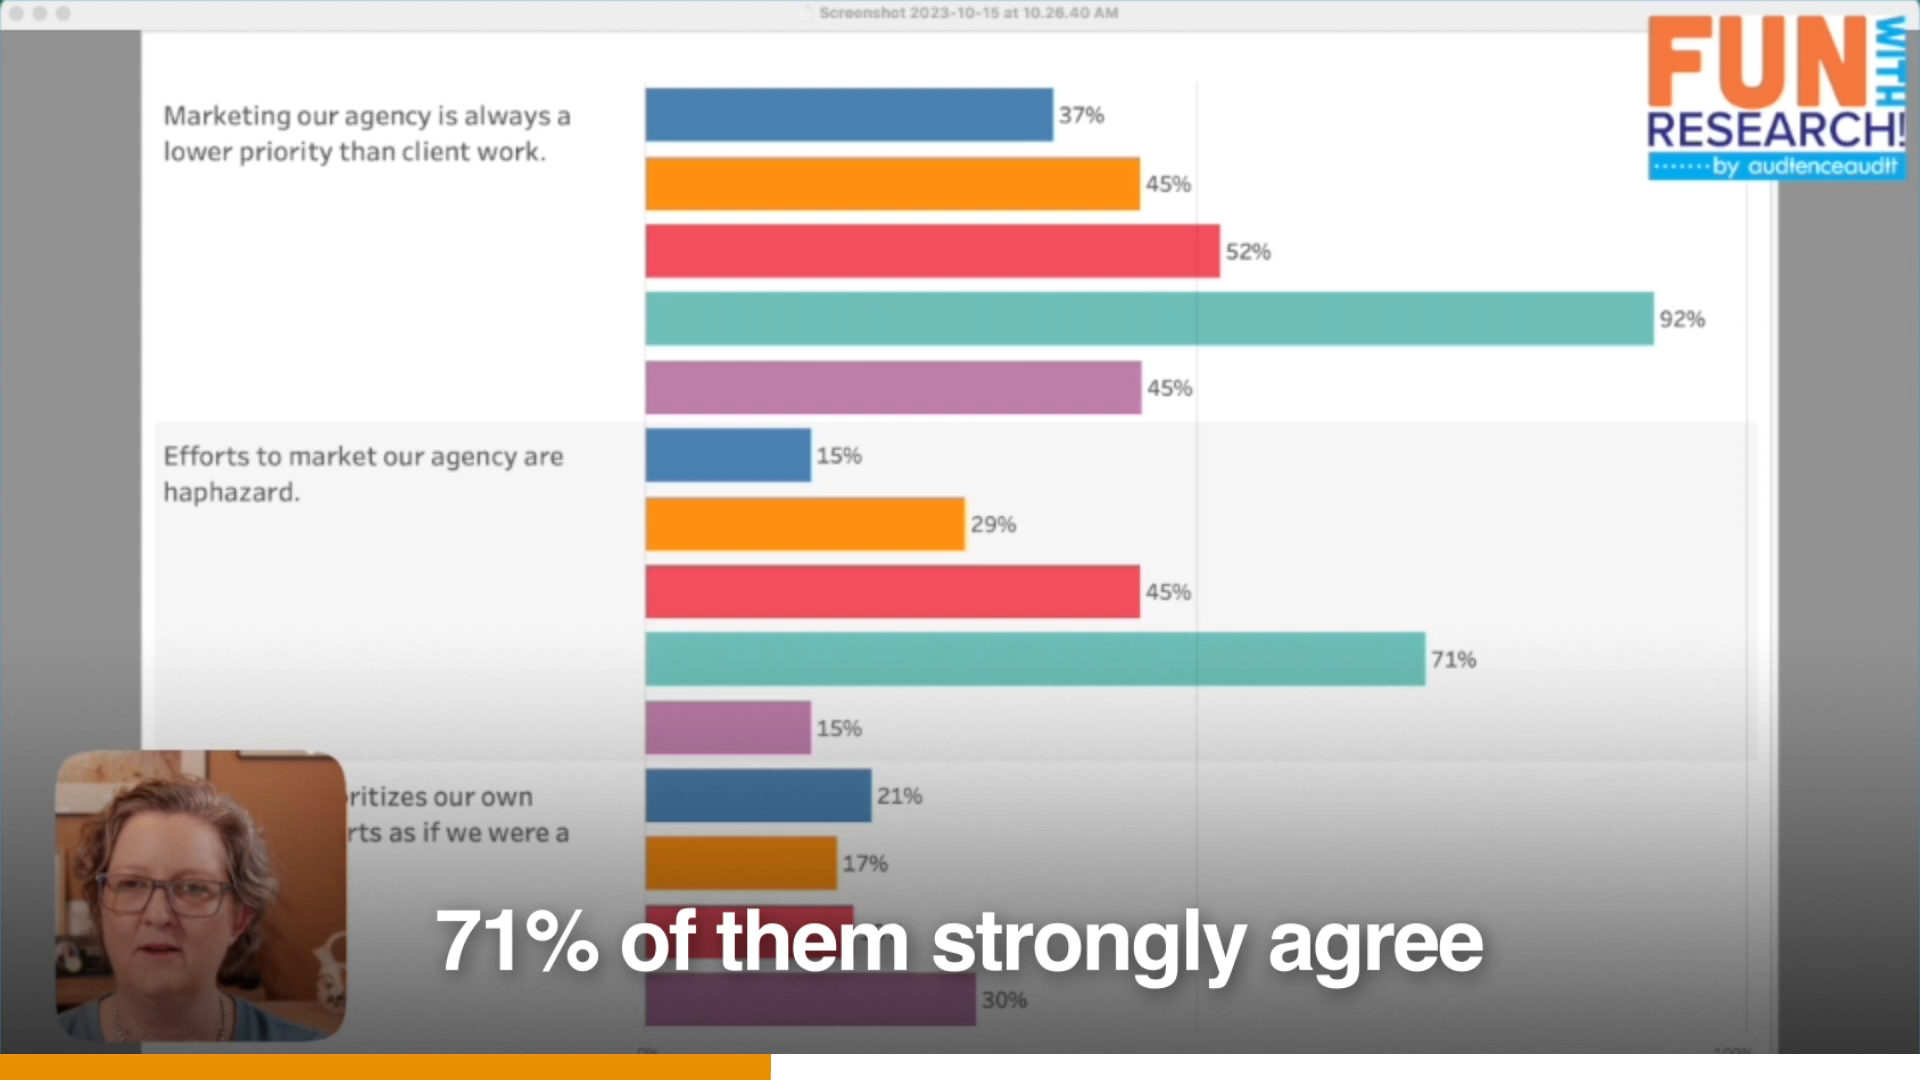 Screenshot 2023-10-15 at 10.26.40 AM
FUN WITH
RESEARCH!
by audienceaudit
Marketing our agency is always a
lower priority than client work.
37%
45%
52%
92%
45%
Efforts to market our agency are
haphazard.
15%
29%
45%
71%
15%
ritizes our own
rts as if we were a
21%
17%
30%
71% of them strongly agree
0%
100%